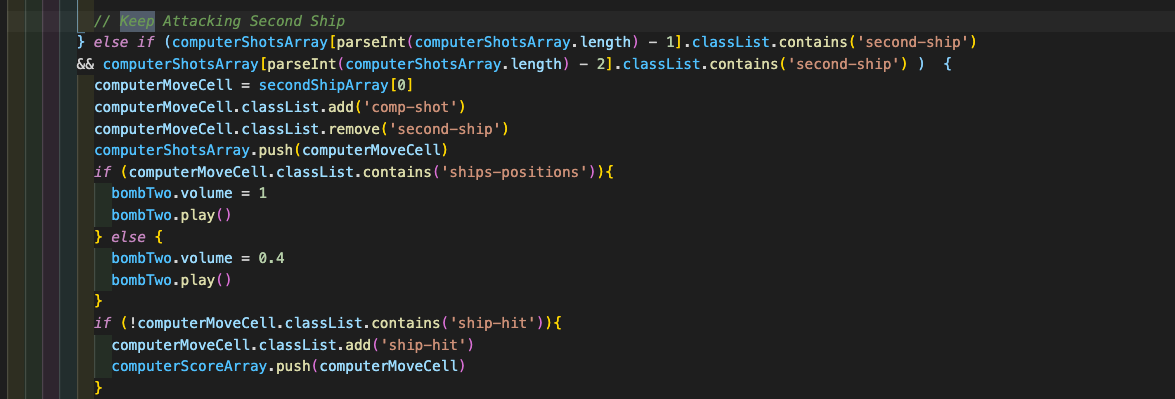 // Keep Attacking Second Ship
} else if (computerShotsArray[parseInt(computerShotsArray.length) - 1].classList.contains('second-ship')
&& computerShotsArray[parseInt(computerShotsArray.length) - 2].classList.contains('second-ship') )  {
computerMoveCell = secondShipArray[0]
computerMoveCell.classList.add('comp-shot')
computerMoveCell.classList.remove('second-ship')
computerShotsArray.push(computerMoveCell)
if (computerMoveCell.classList.contains('ships-positions')){
bombTwo.volume = 1
bombTwo.play()
} else {
bombTwo.volume = 0.4
bombTwo.play()
}
if (!computerMoveCell.classList.contains('ship-hit')){
computerMoveCell.classList.add('ship-hit')
computerScoreArray.push(computerMoveCell)
}